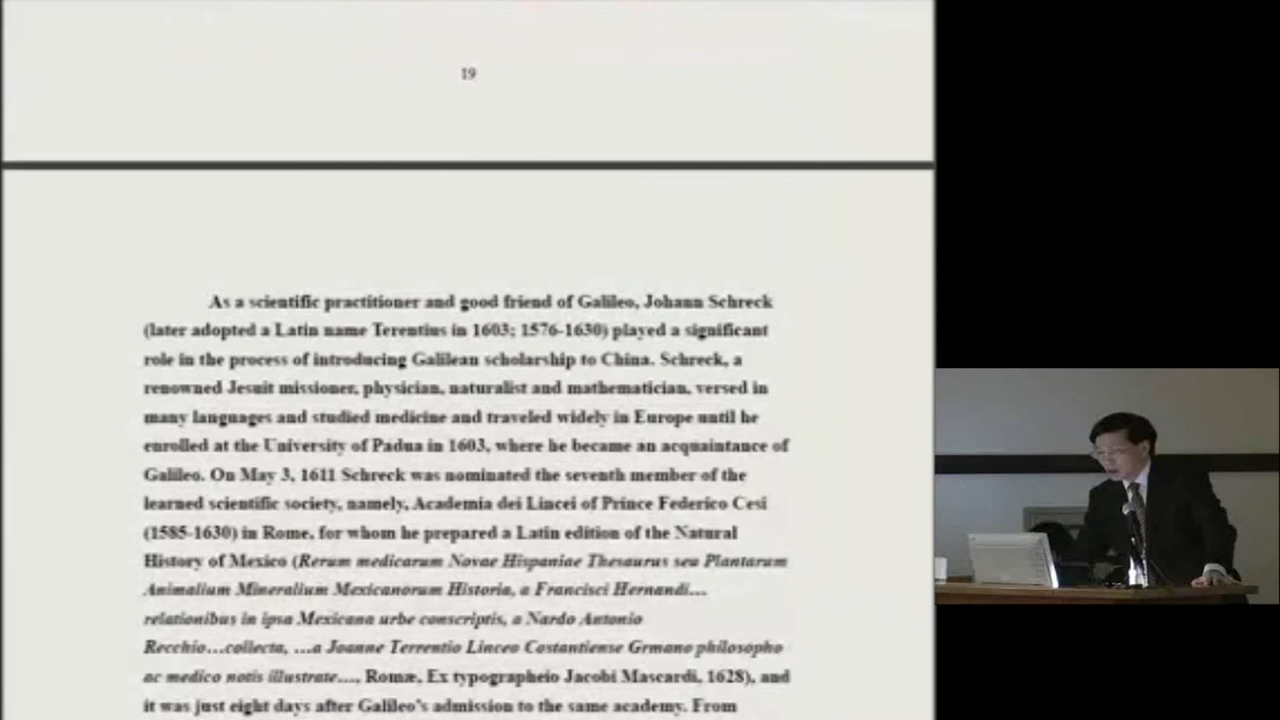 19
As a scientific practitioner and good friend of Galileo, Johann Schreck
(later adopted a Latin name Terentius in 1603; 1576-1630) played a significant
role in the process of introducing Galilean scholarship to China. Schreck, a
renowned Jesuit missioner, physician, naturalist and mathematician, versed in
many languages and studied medicine and traveled widely in Europe until he
enrolled at the University of Padua in 1603, where he became an acquaintance of
Galileo. On May 3, 1611 Schreck was nominated the seventh member of the
learned scientific society, namely, Academia dei Lincei of Prince Federico Cesi
(1585-1630) in Rome, for whom he prepared a Latin edition of the Natural
History of Mexico (Rerum medicarum Novae Hispaniae Thesaurus seu Plantarum
Animalium Mineralium Mexicanorum Historia, a Francisci Hernandi…
relationibus in ipsa Mexicana urbe conscriptis, a Nardo Antonio
Recchio…collecta, …a Joanne Terrentio Linceo Costantiense Grmano philosopho
ac medico notis illustrate…, Romæ, Ex typographeio Jacobi Mascardi, 1628), and
it was just eight days after Galileo's admission to the same academy. From